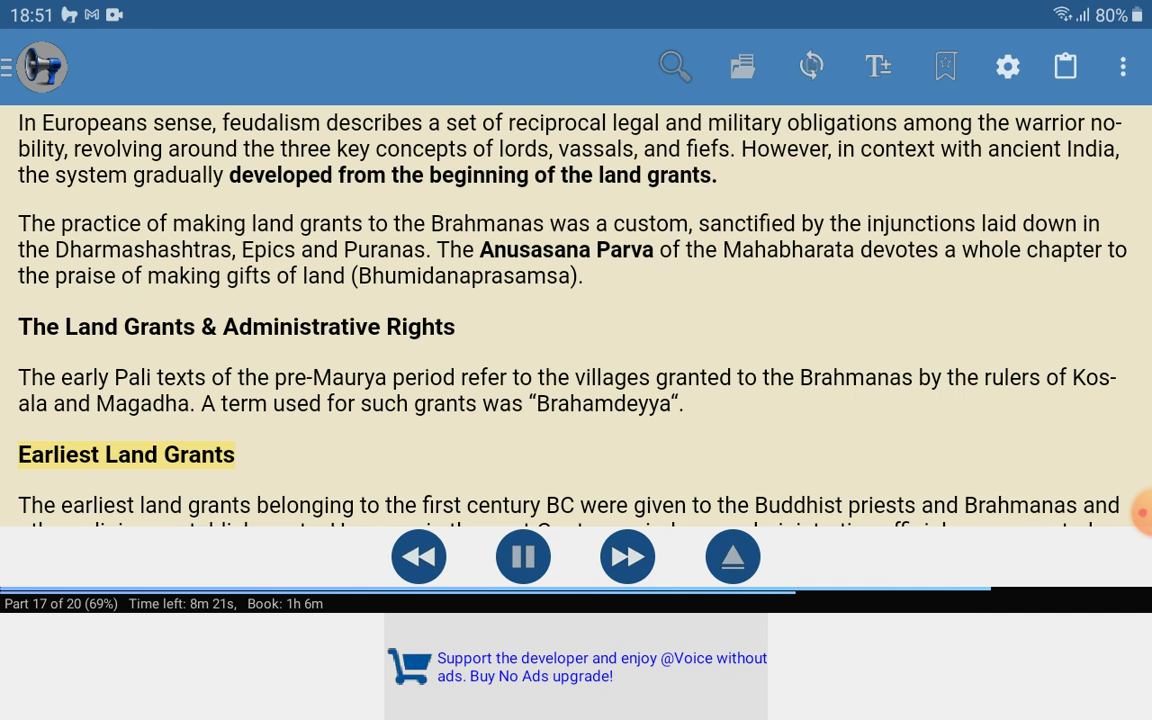 18:51
80%
T±
In Europeans sense, feudalism describes a set of reciprocal legal and military obligations among the warrior no-
bility, revolving around the three key concepts of lords, vassals, and fiefs. However, in context with ancient India,
the system gradually developed from the beginning of the land grants.
The practice of making land grants to the Brahmanas was a custom, sanctified by the injunctions laid down in
the Dharmashashtras, Epics and Puranas. The Anusasana Parva of the Mahabharata devotes a whole chapter to
the praise of making gifts of land (Bhumidanaprasamsa).
The Land Grants & Administrative Rights
The early Pali texts of the pre-Maurya period refer to the villages granted to the Brahmanas by the rulers of Kos-
ala and Magadha. A term used for such grants was “Brahamdeyya“.
Earliest Land Grants
The earliest land grants belonging to the first century BC were given to the Buddhist priests and Brahmanas and
Part 17 of 20 (69%) Time left: 8m 21s, Book: 1h 6m
Support the developer and enjoy @Voice without
ads. Buy No Ads upgrade!